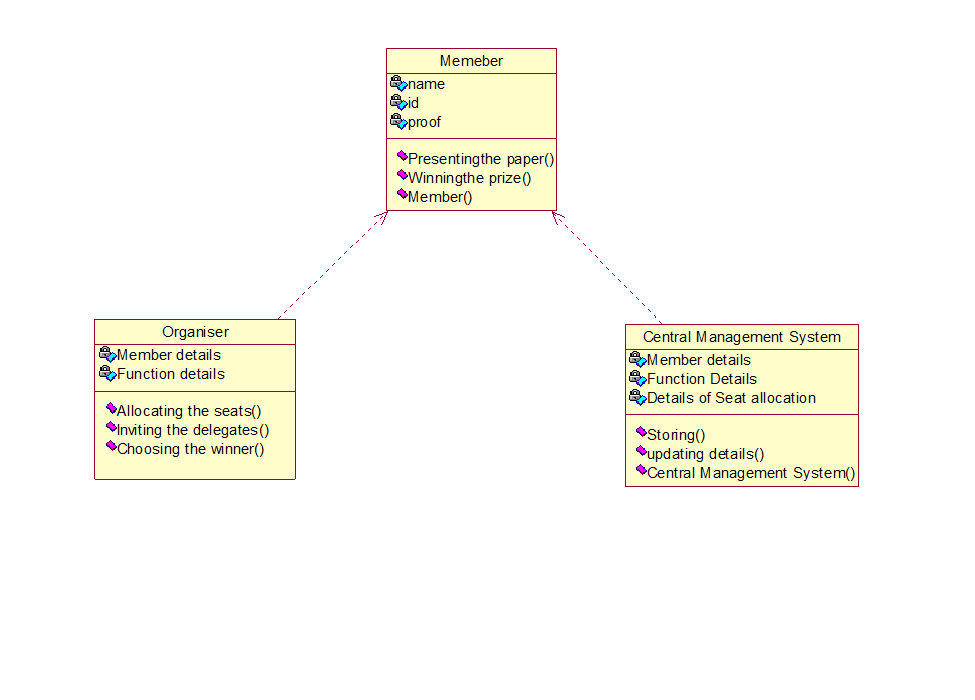 Memeber
name
id
proof
Presentingthe paper()
Winningthe prize()
Member()
Organiser
Member details
Function details
Allocating the seats()
Inviting the delegates()
Choosing the winner()
Central Management System
Member details
Function Details
Details of Seat allocation
Storing()
updating details()
Central Management System()